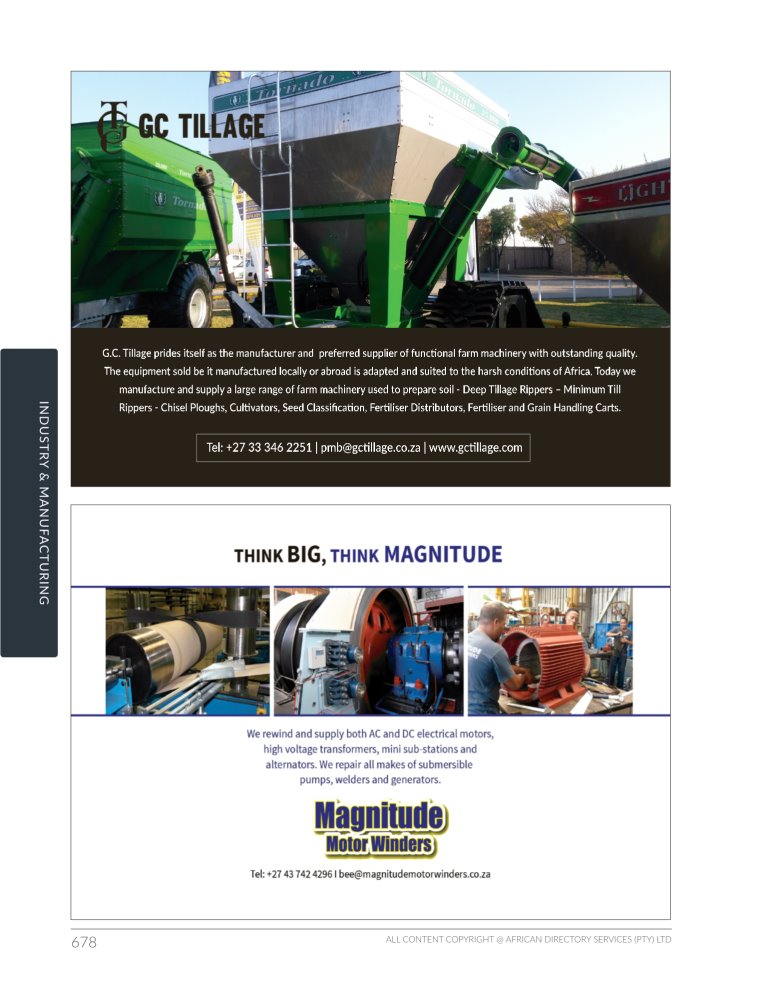 Tornado
Tornado
TGC GC TILLAGE
Tornado
LIGH
G.C. Tillage prides itself as the manufacturer and preferred supplier of functional farm machinery with outstanding quality.
The equipment sold be it manufactured locally or abroad is adapted and suited to the harsh conditions of Africa. Today we
manufacture and supply a large range of farm machinery used to prepare soil - Deep Tillage Rippers – Minimum Till
Rippers - Chisel Ploughs, Cultivators, Seed Classification, Fertiliser Distributors, Fertiliser and Grain Handling Carts.
Tel: +27 33 346 2251 | pmb@gctillage.co.za | www.gctillage.com
INDUSTRY & MANUFACTURING
THINK BIG, THINK MAGNITUDE
We rewind and supply both AC and DC electrical motors,
high voltage transformers, mini sub-stations and
alternators. We repair all makes of submersible
pumps, welders and generators.
Magnitude
Motor Winders
Tel: +27 43 742 4296 I bee@magnitudemotorwinders.co.za
678
ALL CONTENT COPYRIGHT @ AFRICAN DIRECTORY SERVICES (PTY) LTD